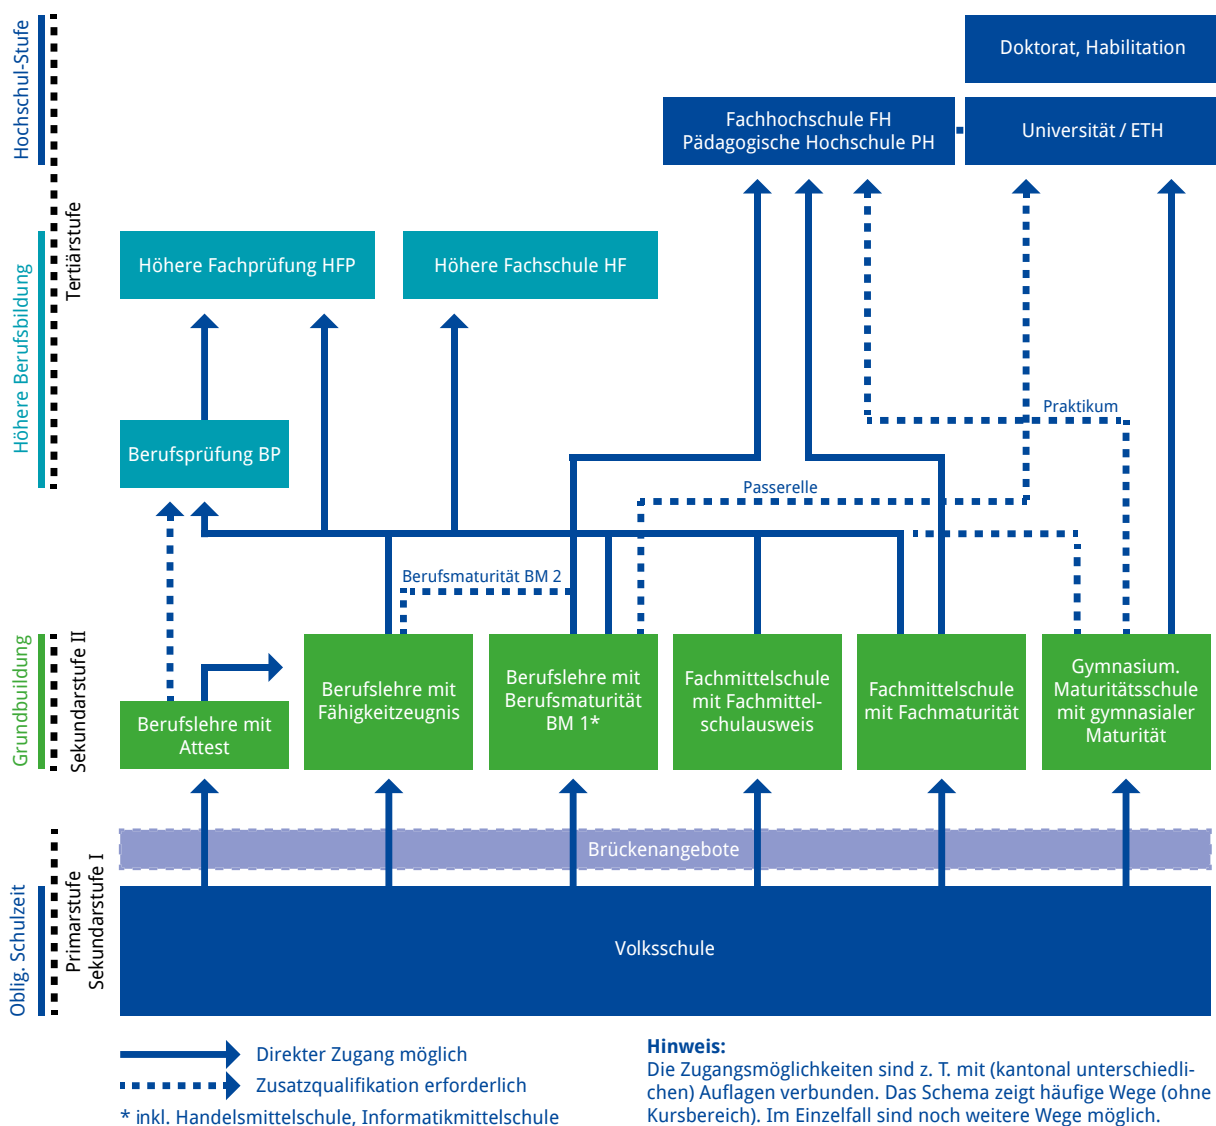 Hochschul-Stufe
Doktorat, Habilitation
Fachhochschule FH
Pädagogische Hochschule PH
Universität / ETH
Tertiärstufe
Höhere Berufsbildung
Höhere Fachprüfung HFP
Höhere Fachschule HF
Praktikum
Berufsprüfung BP
Passerelle
Berufsmaturität BM 2
Grundbuildung
Sekundarstufe II
Berufslehre mit
Attest
Berufslehre mit
Fähigkeitzeugnis
Berufslehre mit
Berufsmaturität
BM 1*
Fachmittelschule
mit Fachmittel-
schulausweis
Fachmittelschule
mit Fachmaturität
Gymnasium.
Maturitätsschule
mit gymnasialer
Maturität
Brückenangebote
Oblig. Schulzeit
Primarstufe
Sekundarstufe I
Volksschule
Direkter Zugang möglich
Zusatzqualifikation erforderlich
* inkl. Handelsmittelschule, Informatikmittelschule
Hinweis:
Die Zugangsmöglichkeiten sind z. T. mit (kantonal unterschiedli-
chen) Auflagen verbunden. Das Schema zeigt häufige Wege (ohne
Kursbereich). Im Einzelfall sind noch weitere Wege möglich.